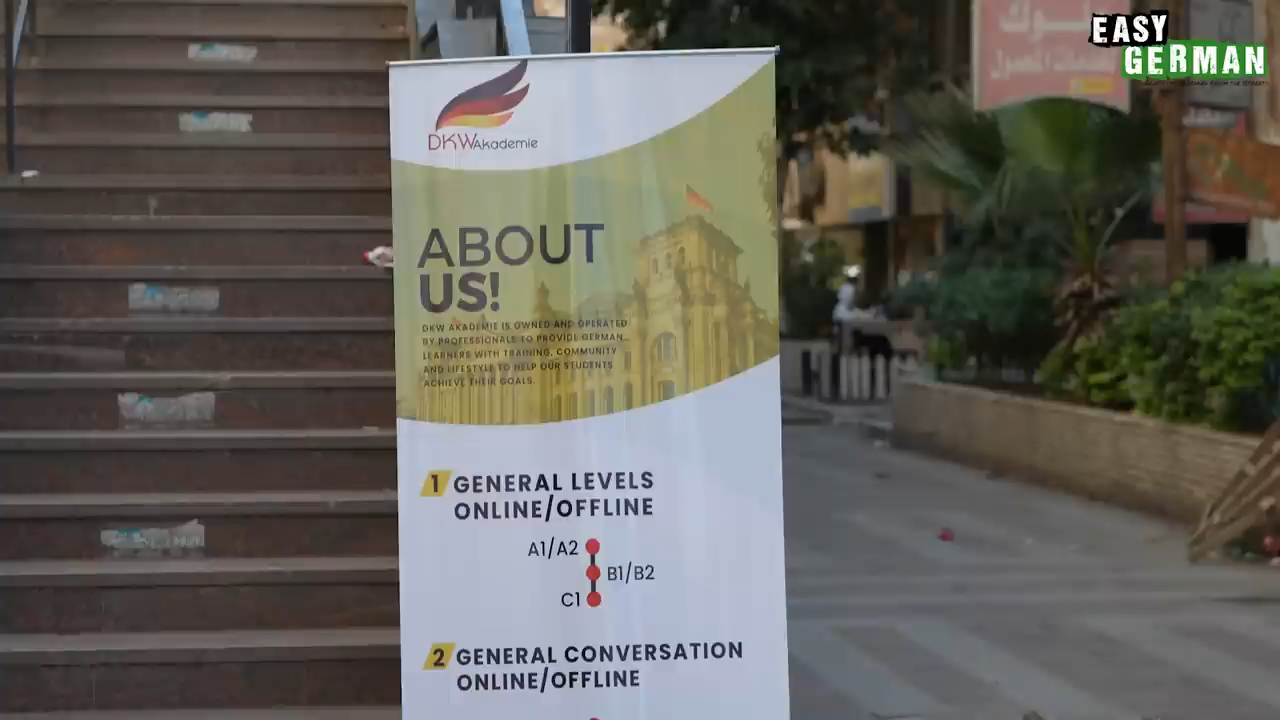 EASY
GERMAN
DKWAkademie
ABOUT
US!
DKW AKADEMIE IS OWNED AND OPERATED
BY PROFESSIONALS TO PROVIDE GERMAN
LEARNERS WITH TRAINING, COMMUNITY
AND LIFESTYLE TO HELP OUR STUDENTS
ACHIEVE THEIR GOALS.
1 GENERAL LEVELS
ONLINE/OFFLINE
A1/A2
B1/B2
C1
2 GENERAL CONVERSATION
ONLINE/OFFLINE